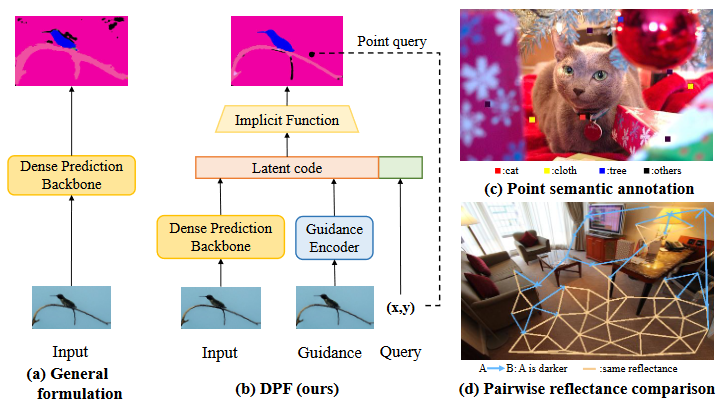 Dense Prediction
Backbone
Input
(a) General
formulation
Point query
Implicit Function
Latent code
Dense Prediction
Backbone
Guidance
Encoder
(x,y)
Input
Guidance
Query
(b) DPF (ours)
:cat
:cloth
:tree
:others
(c) Point semantic annotation
A B: A is darker
:same reflectance
(d) Pairwise reflectance comparison